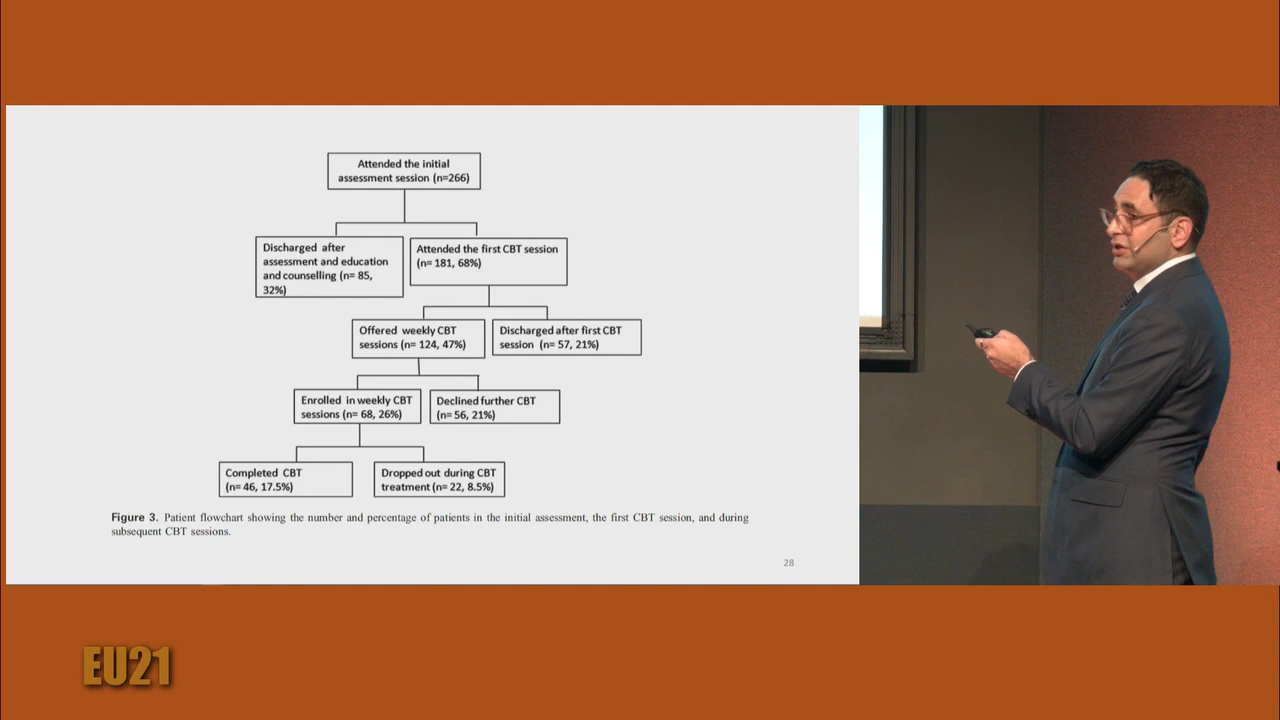 Attended the initial
assessment session (n=266)
Discharged after
assessment and education
and counselling (n= 85,
32%)
Attended the first CBT session
(n= 181, 68%)
Offered weekly CBT
sessions (n= 124, 47%)
Discharged after first CBT
session (n= 57, 21%)
Enrolled in weekly CBT
sessions (n= 68, 26%)
Declined further CBT
(n= 56, 21%)
Completed CBT
(n= 46, 17.5%)
Dropped out during CBT
treatment (n= 22, 8.5%)
Figure 3. Patient flowchart showing the number and percentage of patients in the initial assessment, the first CBT session, and during
subsequent CBT sessions.
28
EU21